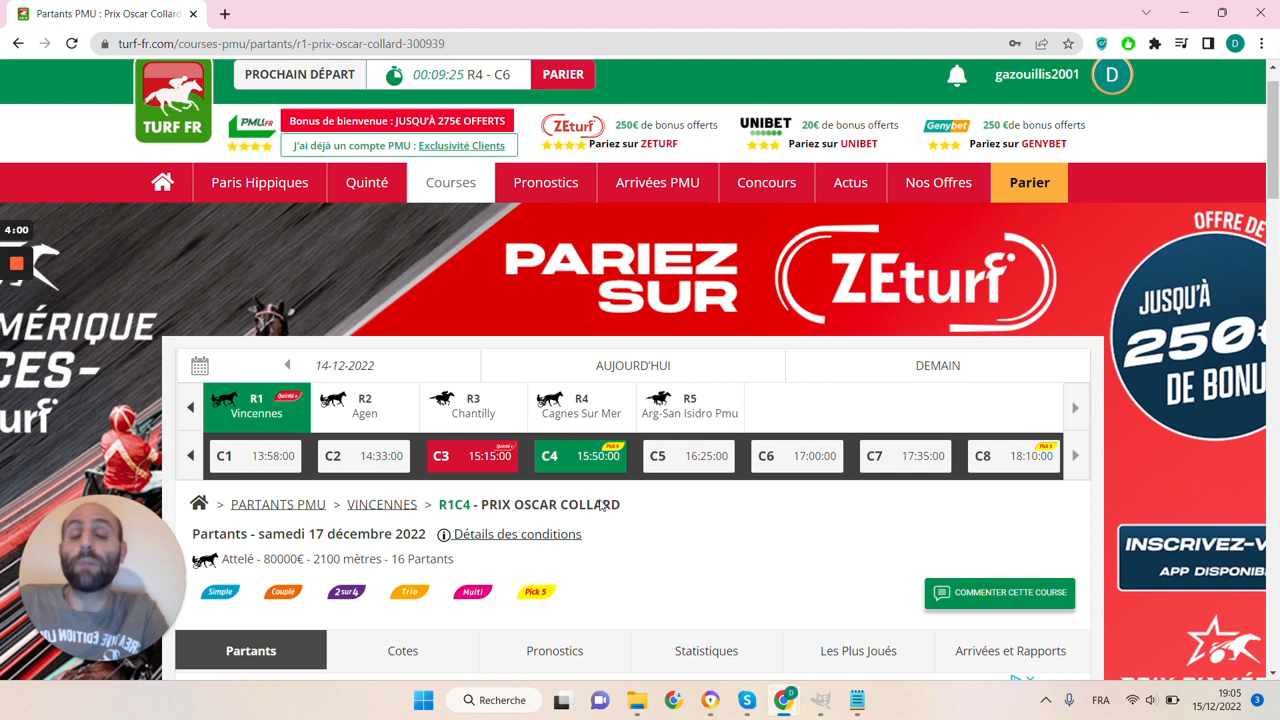 Partants PMU : Prix Oscar Collard
turf-fr.com/courses-pmu/partants/r1-prix-oscar-collard-300939
D
TURF FR
PROCHAIN DÉPART
00:09:25 R4 - C6
PARIER
gazouillis2001
D
PMU.FR
Bonus de bienvenue : JUSQU'À 275€ OFFERTS
J'ai déjà un compte PMU : Exclusivité Clients
ZEturf
250€ de bonus offerts
Pariez sur ZETURF
UNIBET
20€ de bonus offerts
Pariez sur UNIBET
Genybet
250 €de bonus offerts
Pariez sur GENYBET
Paris Hippiques
Quinté
Courses
Pronostics
Arrivées PMU
Concours
Actus
Nos Offres
Parier
4:00
MÉRIQUE
CES-
urf
PARIEZ
SUR
ZEturf
OFFRE DE
JUSQU'À
250€
DE BONU
INSCRIVEZ-V
APP DISPONIB
14-12-2022
AUJOURD'HUI
DEMAIN
R1 Quinté+
Vincennes
R2
Agen
R3
Chantilly
R4
Cagnes Sur Mer
R5
Arg-San Isidro Pmu
C1 13:58:00
C2 14:33:00
C3 15:15:00 Quinté+
C4 15:50:00 Pick 5
C5 16:25:00
C6 17:00:00
C7 17:35:00
C8 18:10:00 Pick 5
> PARTANTS PMU > VINCENNES > R1C4 - PRIX OSCAR COLLARD
Partants - samedi 17 décembre 2022 Détails des conditions
Attelé - 80000€ - 2100 mètres - 16 Partants
Simple
Couplé
2sur4
Trio
Multi
Pick 5
COMMENTER CETTE COURSE
Partants
Cotes
Pronostics
Statistiques
Les Plus Joués
Arrivées et Rapports
Recherche
D
FRA
19:05
15/12/2022
3